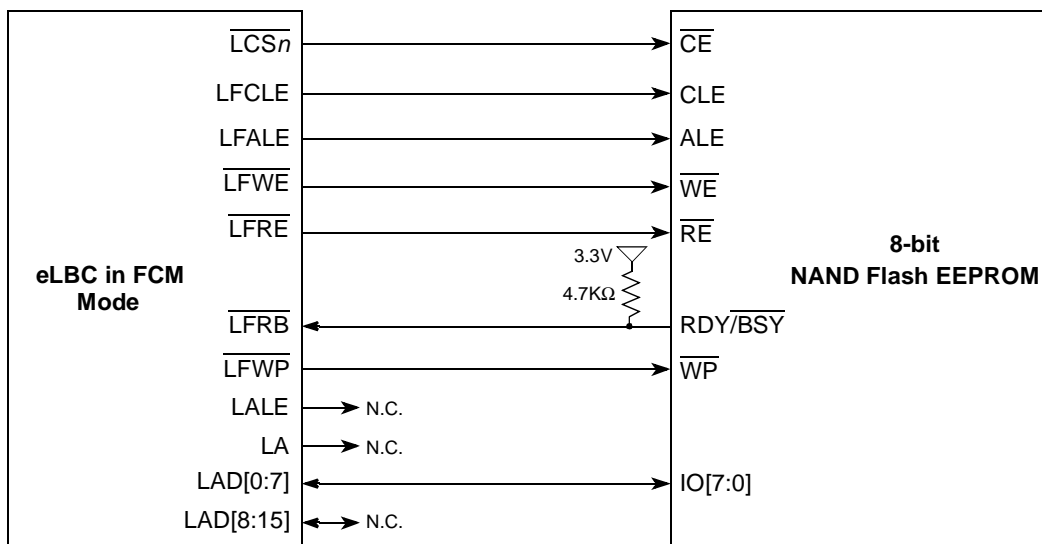 LCSn
CE
LFCLE
CLE
LFALE
ALE
LFWE
WE
LFRE
RE
3.3V
4.7KΩ
eLBC in FCM
Mode
8-bit
NAND Flash EEPROM
LFRB
RDY/BSY
LFWP
WP
LALE
N.C.
LA
N.C.
LAD[0:7]
IO[7:0]
LAD[8:15]
N.C.